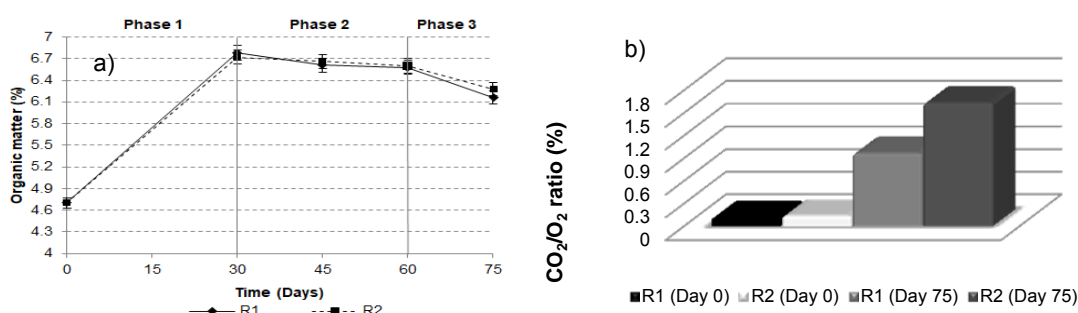 Phase 1 Phase 2 Phase 3
a)
Organic matter (%)
7
6.7
6.4
6.1
5.8
5.5
5.2
4.9
4.6
4.3
4
0 15 30 45 60 75
Time (Days)
R1 R2
b)
CO₂/O₂ ratio (%)
1.8
1.5
1.2
0.9
0.6
0.3
0
R1 (Day 0) R2 (Day 0) R1 (Day 75) R2 (Day 75)